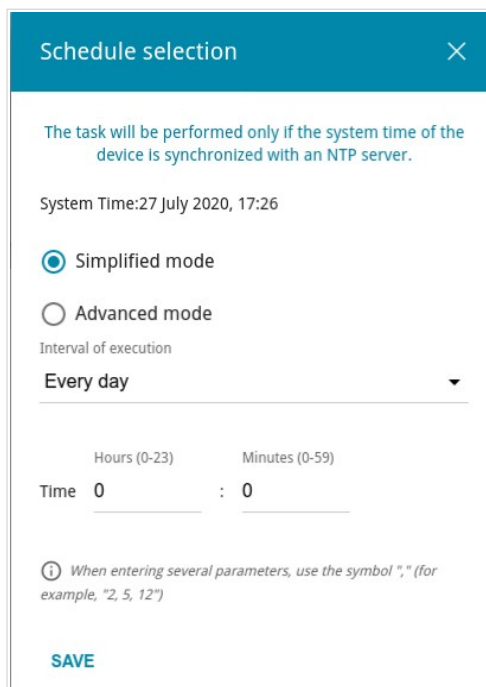 Schedule selection
The task will be performed only if the system time of the
device is synchronized with an NTP server.
System Time:27 July 2020, 17:26
Simplified mode
Advanced mode
Interval of execution
Every day
Hours (0-23) Minutes (0-59)
Time 0 : 0
When entering several parameters, use the symbol "," (for
example, "2, 5, 12")
SAVE